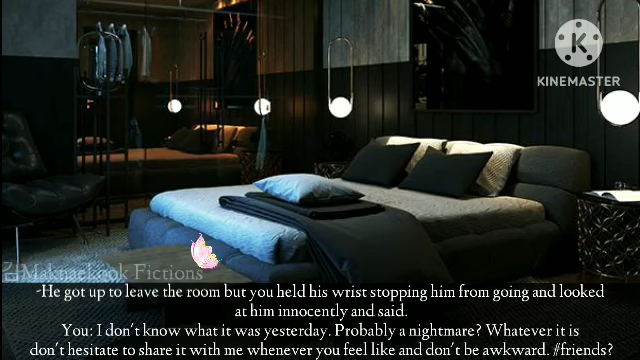 KINEMASTER
Maknaekook Fictions
-He got up to leave the room but you held his wrist stopping him from going and looked
at him innocently and said.
You: I don't know what it was yesterday. Probably a nightmare? Whatever it is
don't hesitate to share it with me whenever you feel like and don't be awkward. #friends?